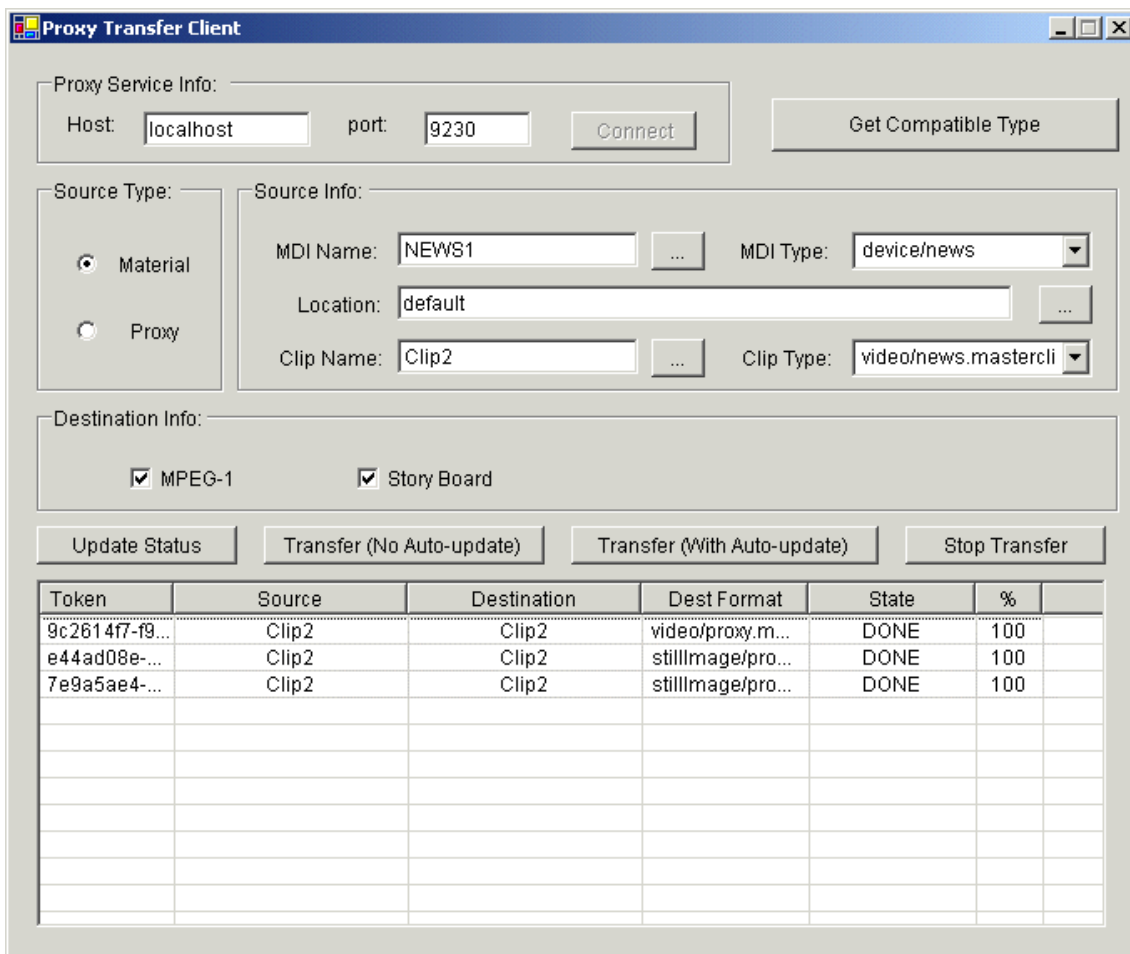 Proxy Transfer Client
Proxy Service Info:
Host: localhost port: 9230 Connect Get Compatible Type
Source Type: Source Info:
MDI Name: NEWS1 ... MDI Type: device/news
Material
Location: default ...
Proxy
Clip Name: Clip2 ... Clip Type: video/news.mastercli
Destination Info:
MPEG-1 Story Board
Update Status Transfer (No Auto-update) Transfer (With Auto-update) Stop Transfer
Token Source Destination Dest Format State %
9c2614f7-f9... Clip2 Clip2 video/proxy.m... DONE 100
e44ad08e-... Clip2 Clip2 stillImage/pro... DONE 100
7e9a5ae4-... Clip2 Clip2 stillImage/pro... DONE 100